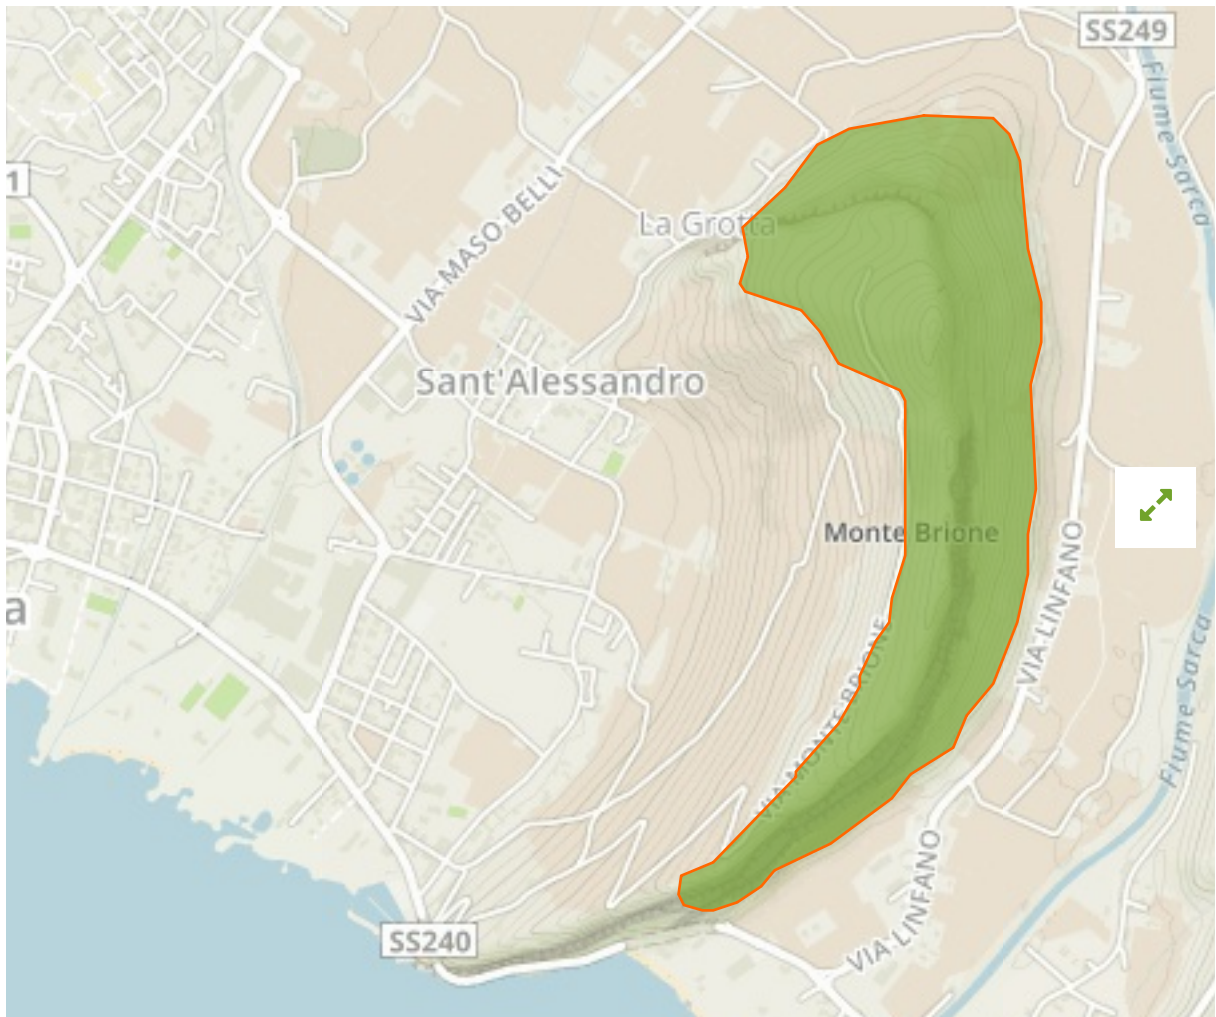 SS249
Fiume Sarca
1
VIA MASO BELLI
La Grotta
Sant'Alessandro
Monte Brione
VIA LINFANO
a
VIA MONTE BRIONE
Fiume Sarca
VIA LINFANO
SS240